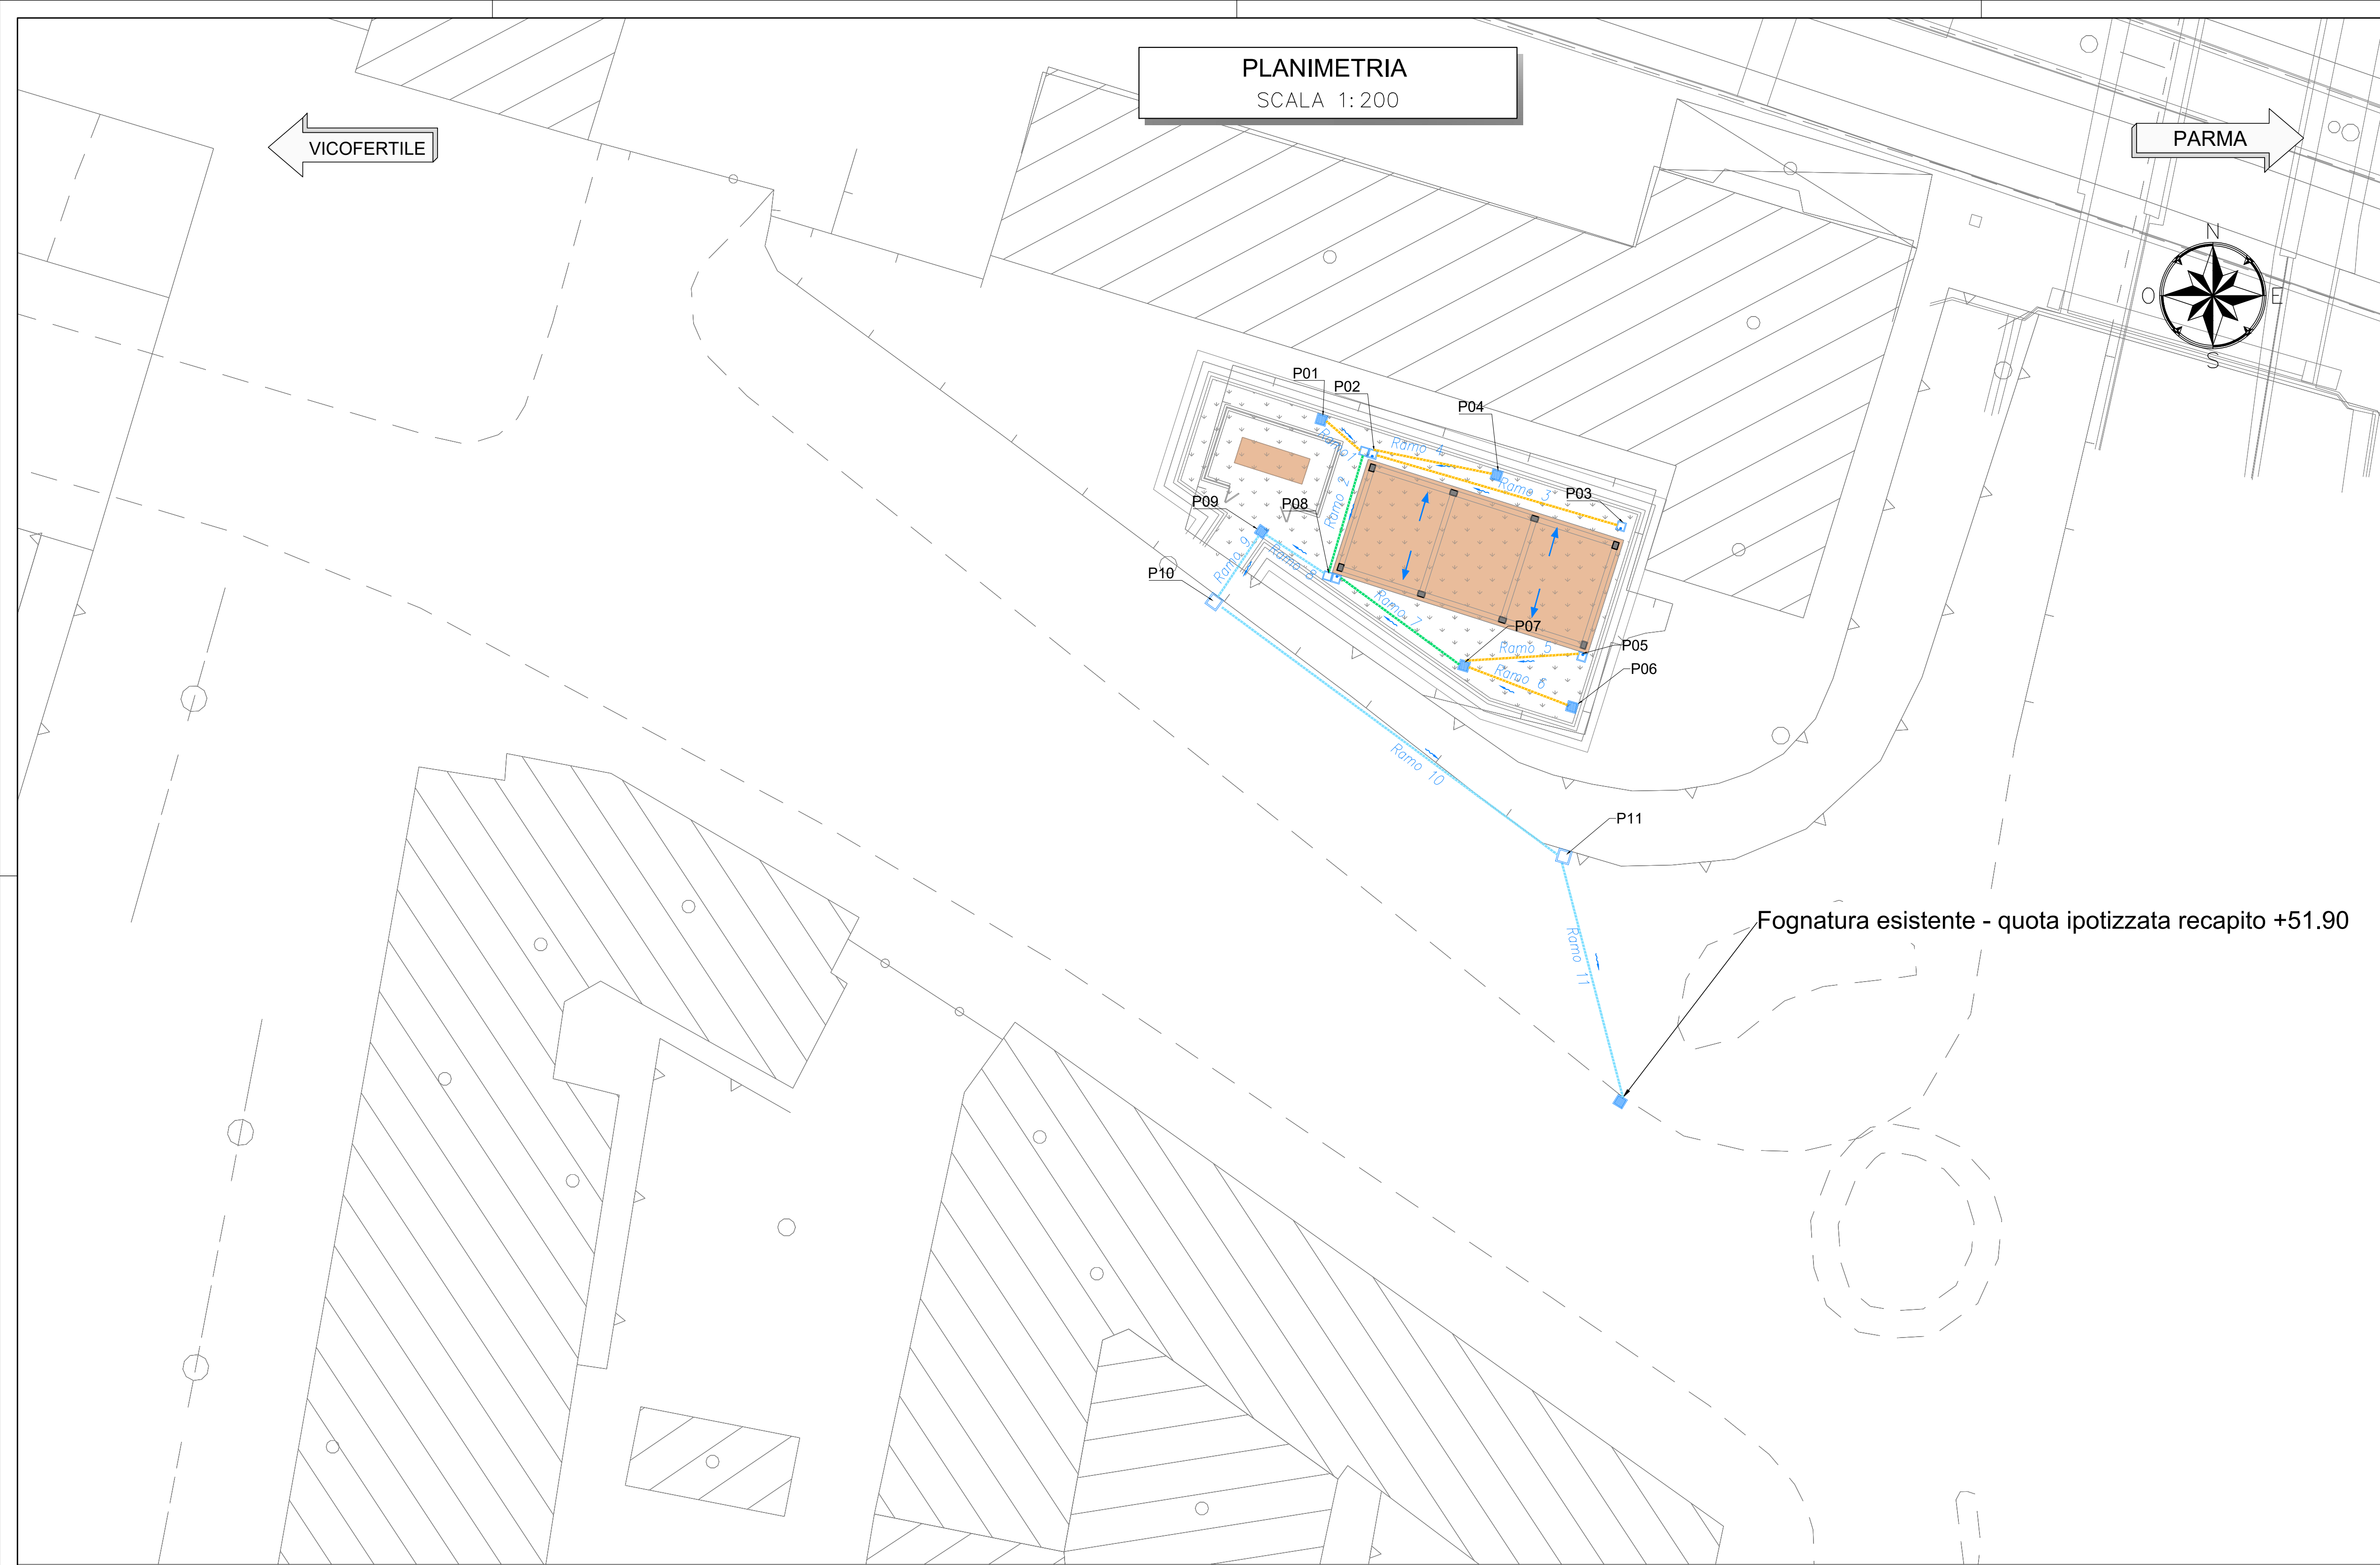 PLANIMETRIA
SCALA 1:200
VICOFERTILE
PARMA
N
O
E
S
P01
P02
P04
P03
Ramo 1
Ramo 4
Ramo 3
Ramo 2
P09
P08
Ramo 9
Ramo 8
P10
Ramo 7
P07
Ramo 5
P05
Ramo 6
P06
Ramo 10
P11
Ramo 11
Fognatura esistente - quota ipotizzata recapito +51.90